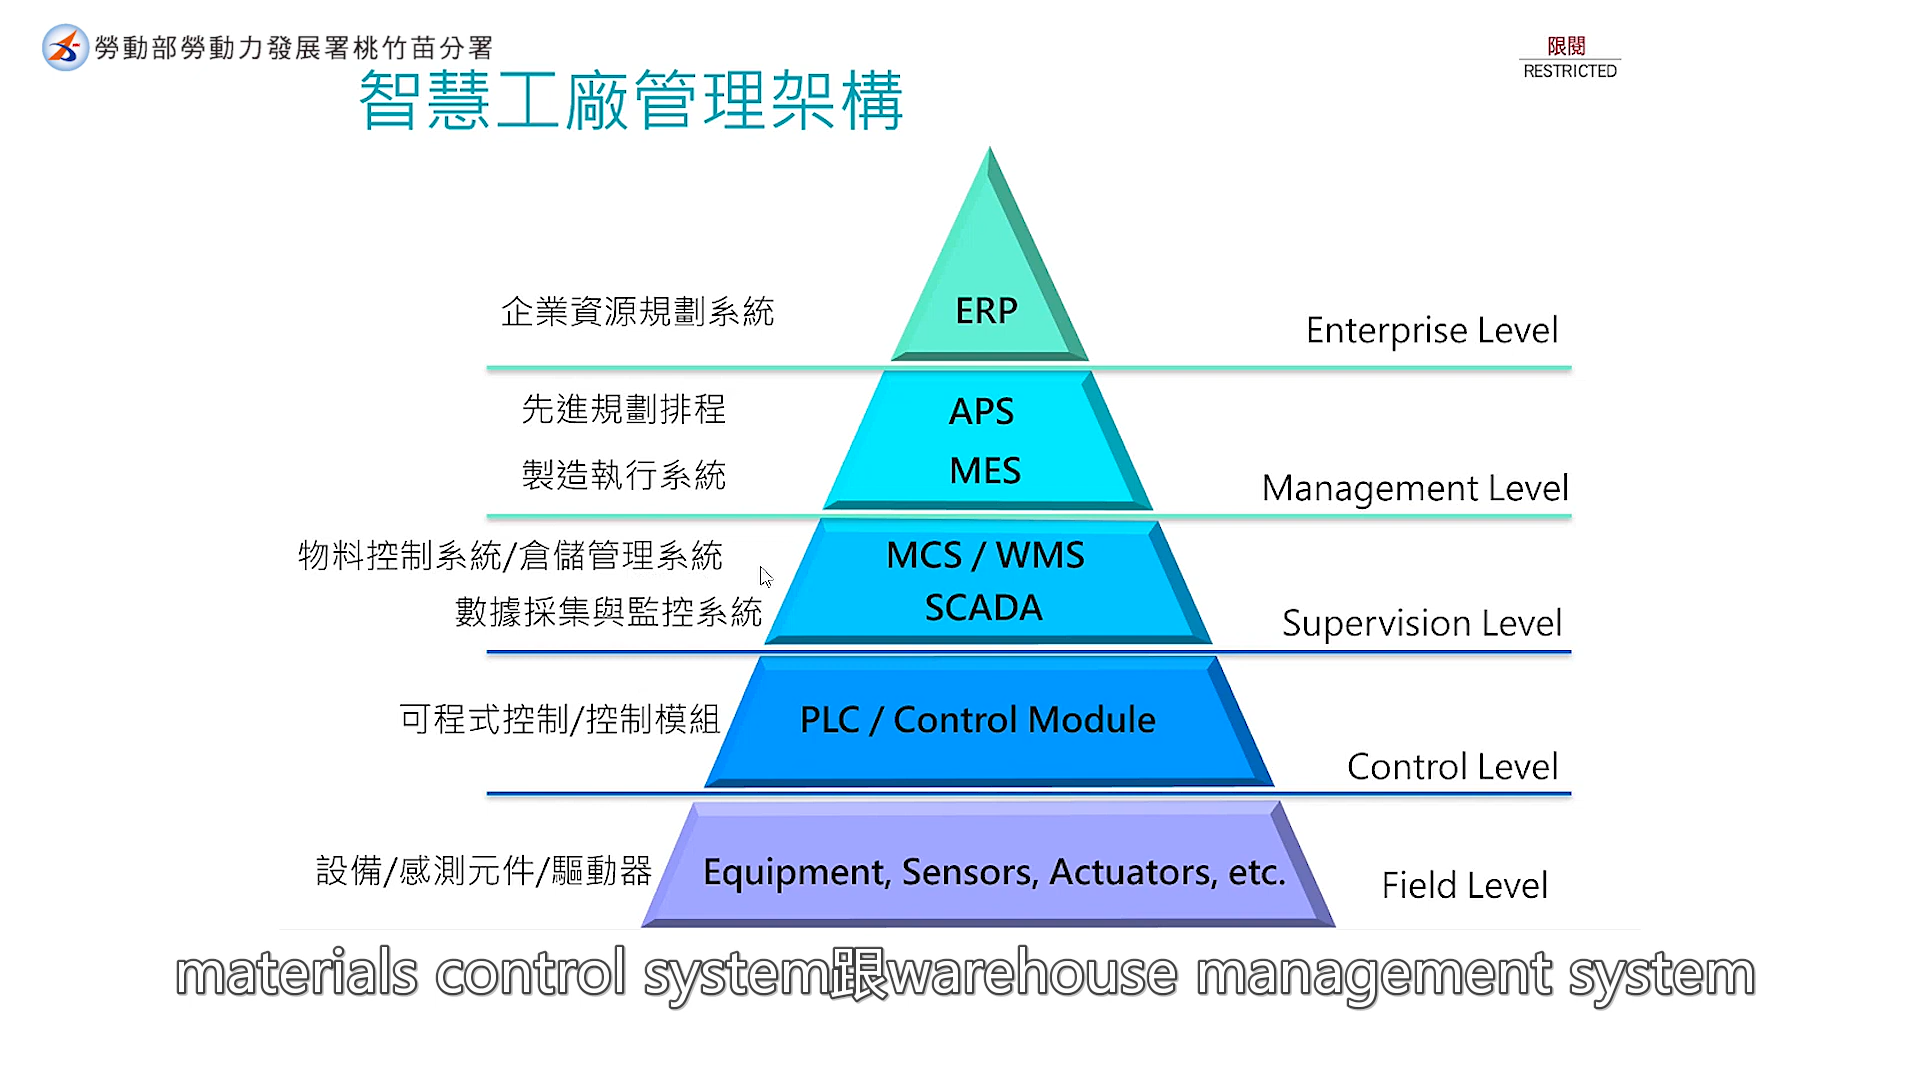 勞動部勞動力發展署桃竹苗分署
限閱
RESTRICTED
智慧工廠管理架構
企業資源規劃系統
ERP
Enterprise Level
先進規劃排程
APS
製造執行系統
MES
Management Level
物料控制系統/倉儲管理系統
MCS / WMS
數據採集與監控系統
SCADA
Supervision Level
可程式控制/控制模組
PLC / Control Module
Control Level
設備/感測元件/驅動器
Equipment, Sensors, Actuators, etc.
Field Level
materials control system跟warehouse management system